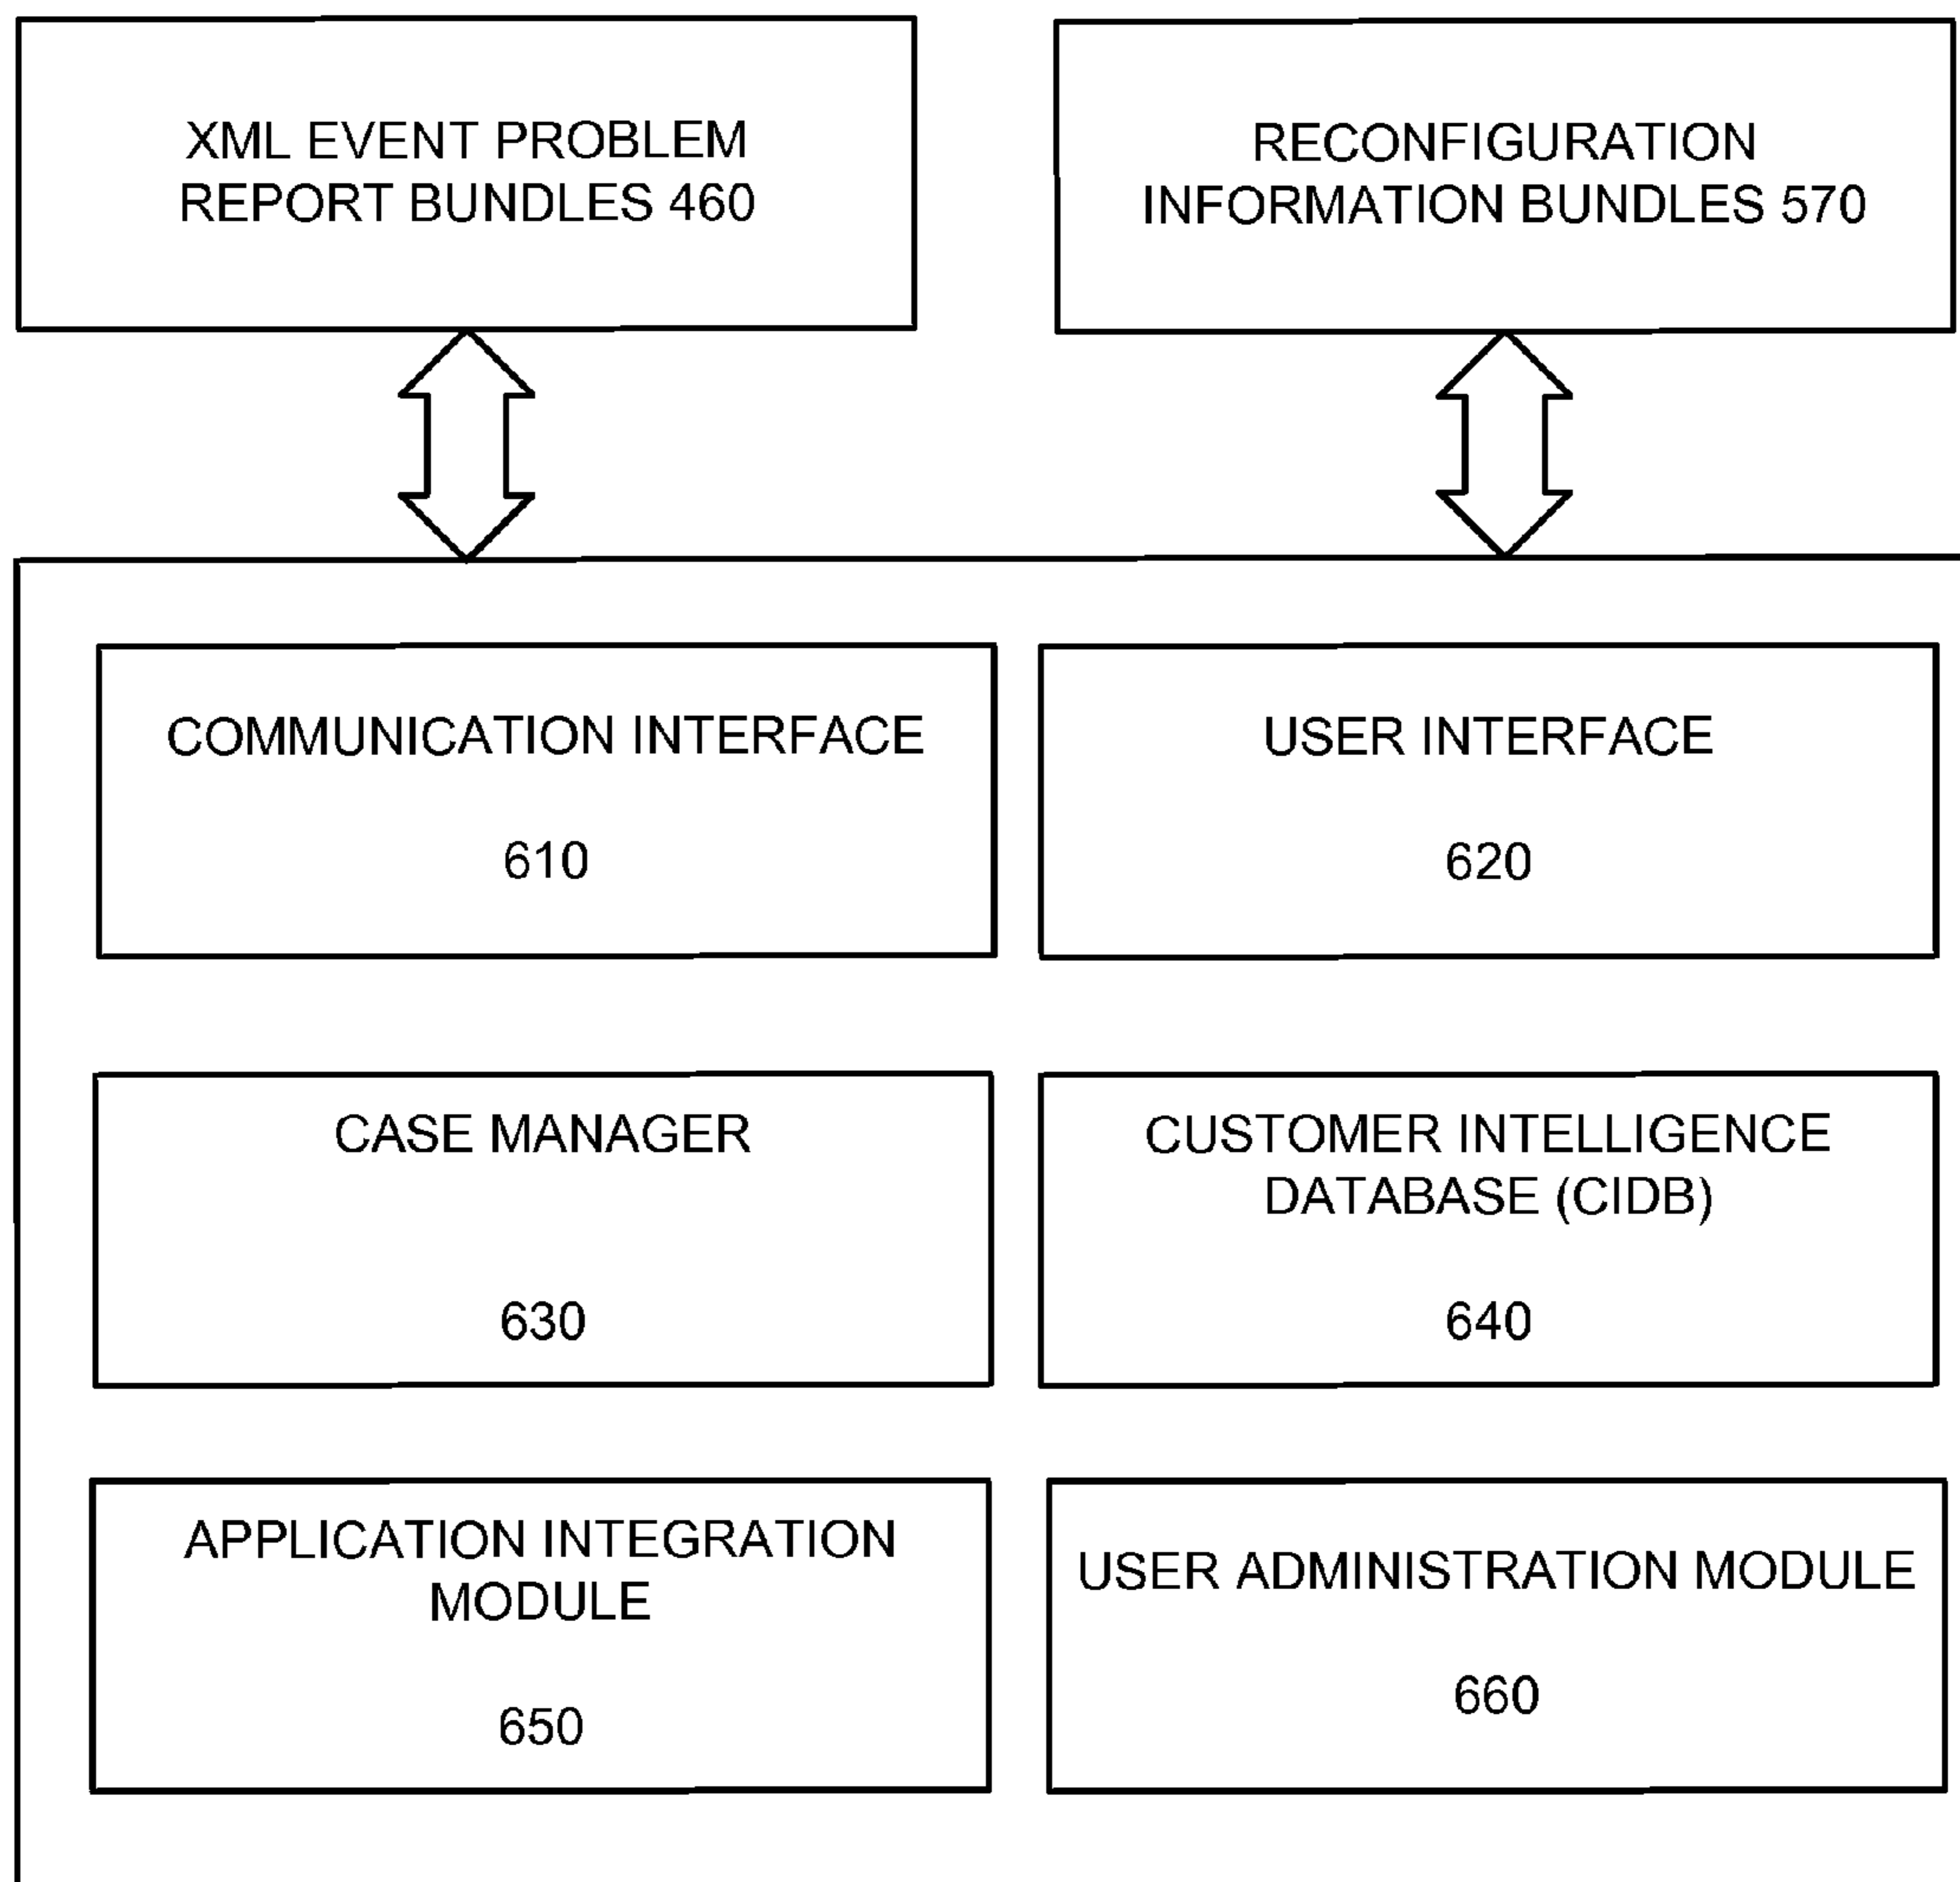 XML EVENT PROBLEM
REPORT BUNDLES 460
RECONFIGURATION
INFORMATION BUNDLES 570
COMMUNICATION INTERFACE
610
USER INTERFACE
620
CASE MANAGER
630
CUSTOMER INTELLIGENCE
DATABASE (CIDB)
640
APPLICATION INTEGRATION
MODULE
650
USER ADMINISTRATION MODULE
660